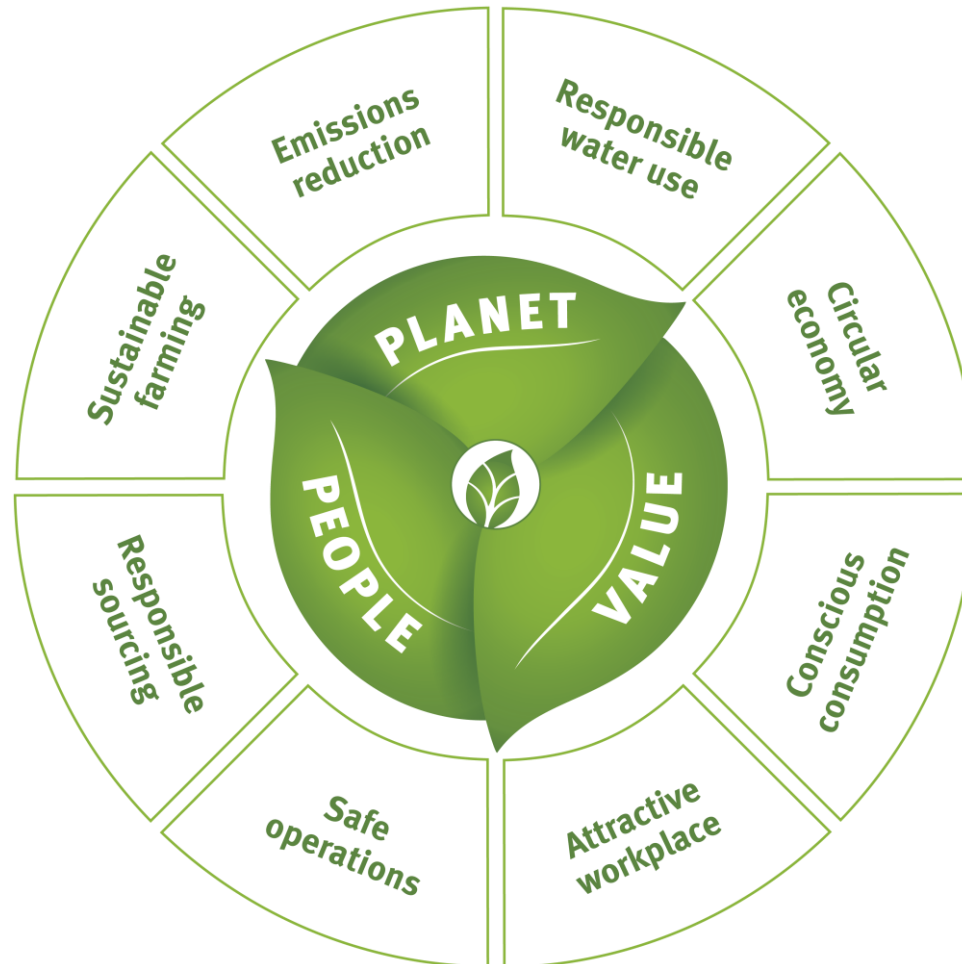 Emissions
reduction
Responsible
water use
Circular
economy
Conscious
consumption
Attractive
workplace
Safe
operations
Responsible
sourcing
Sustainable
farming
PLANET
VALUE
PEOPLE